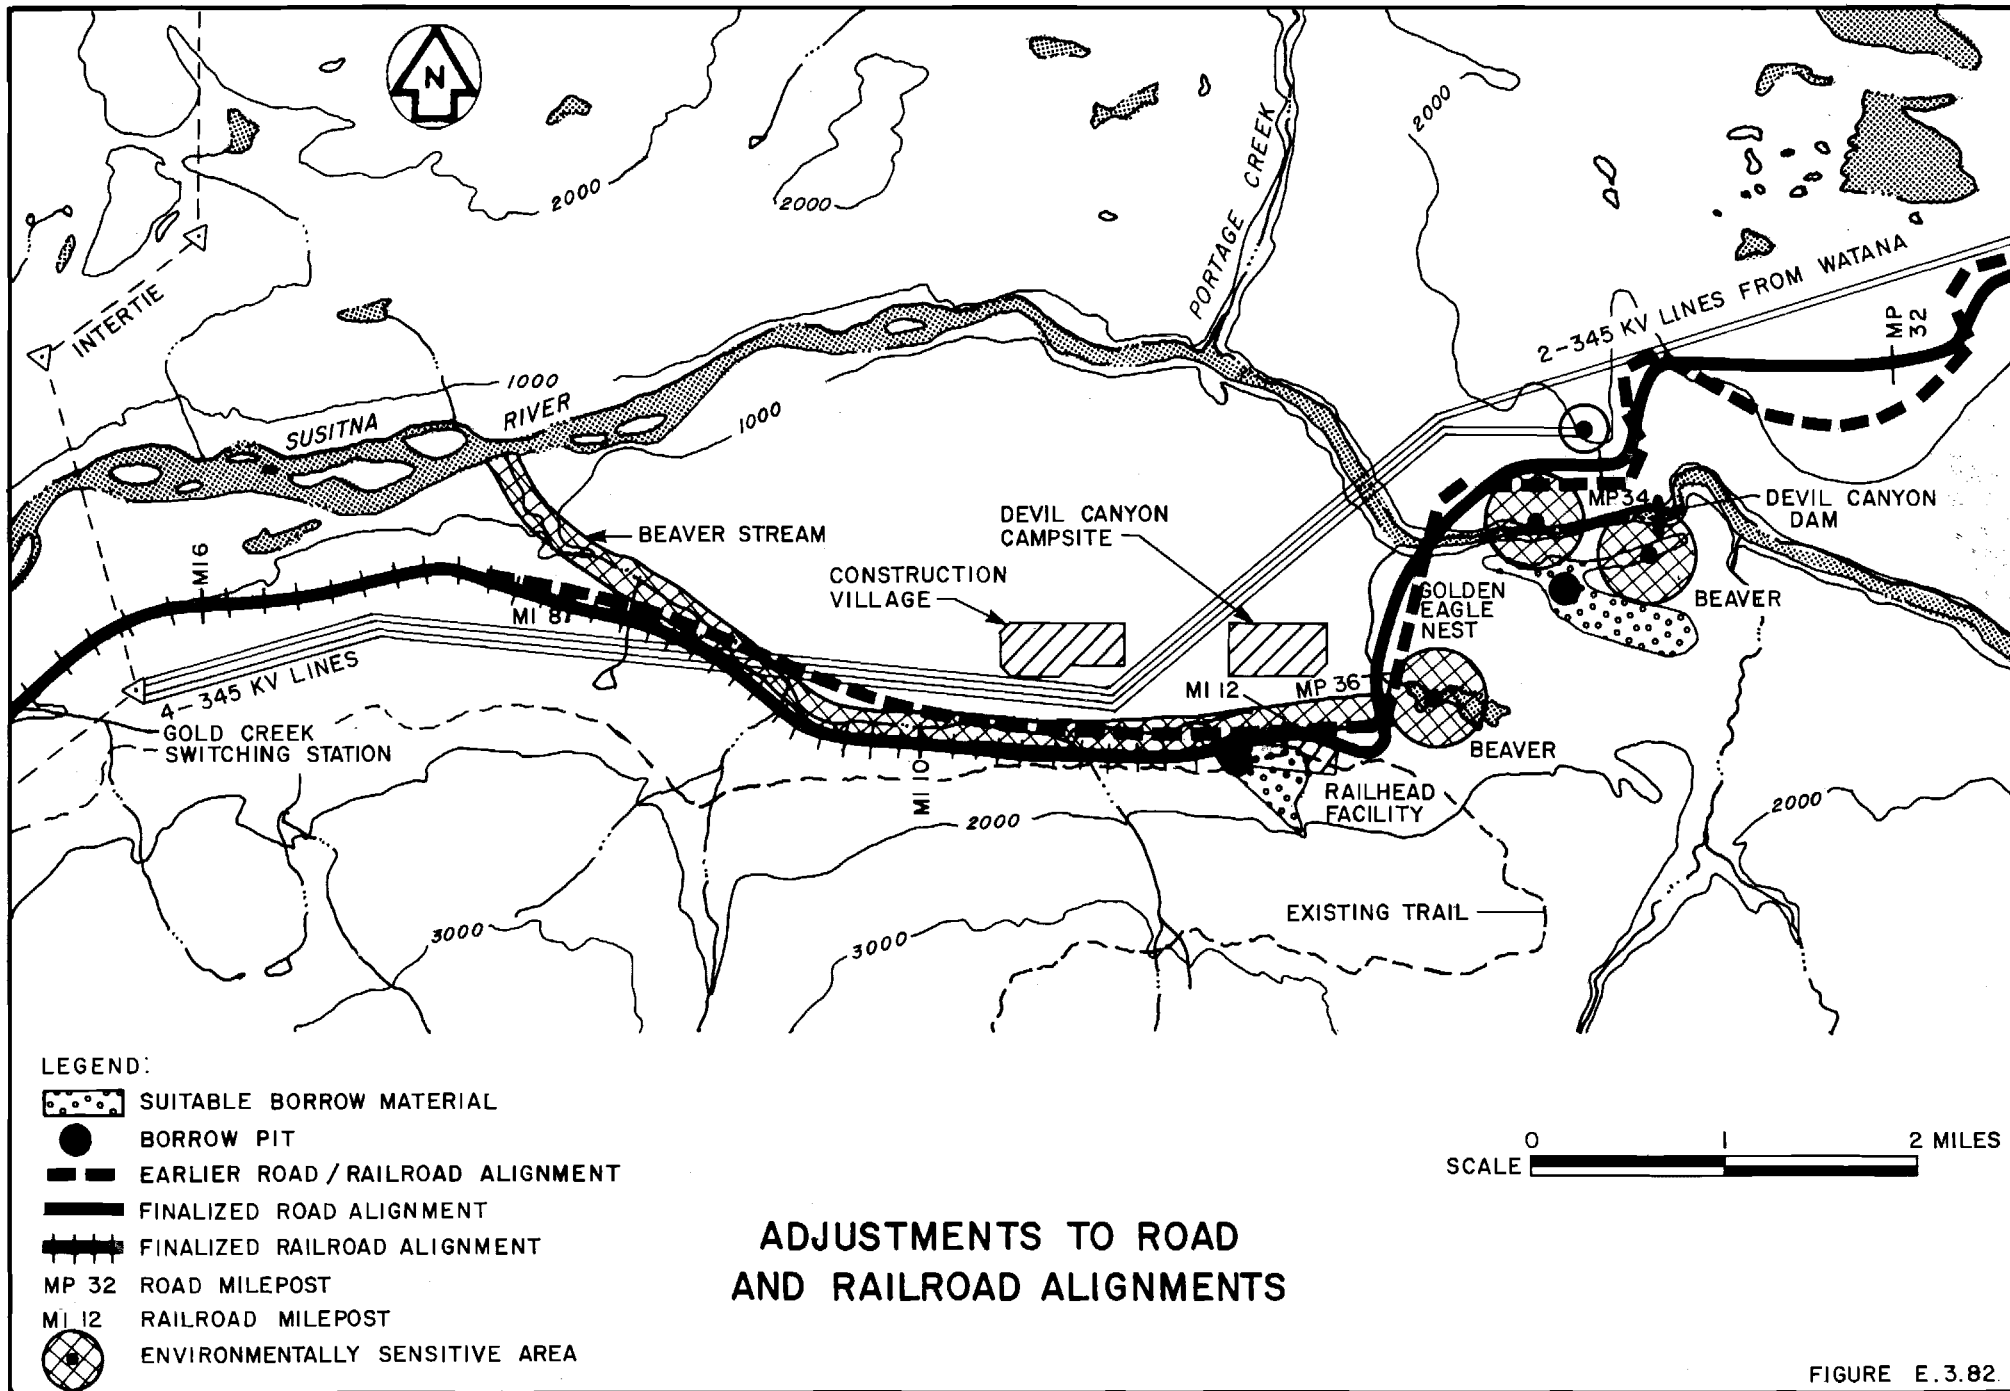 N
2000
2000
2000
PORTAGE CREEK
INTERTIE
2-345 KV LINES FROM WATANA
MP 32
1000
SUSITNA RIVER
1000
MI 6
BEAVER STREAM
DEVIL CANYON
CAMPSITE
MP 34
DEVIL CANYON
DAM
CONSTRUCTION
VILLAGE
GOLDEN
EAGLE
NEST
BEAVER
MI 8
4-345 KV LINES
MI 12
MP 36
GOLD CREEK
SWITCHING STATION
BEAVER
MI 10
RAILHEAD
FACILITY
2000
2000
EXISTING TRAIL
3000
3000
LEGEND:
SUITABLE BORROW MATERIAL
BORROW PIT
EARLIER ROAD / RAILROAD ALIGNMENT
FINALIZED ROAD ALIGNMENT
FINALIZED RAILROAD ALIGNMENT
MP 32 ROAD MILEPOST
MI 12 RAILROAD MILEPOST
ENVIRONMENTALLY SENSITIVE AREA
0 1 2 MILES
SCALE
ADJUSTMENTS TO ROAD
AND RAILROAD ALIGNMENTS
FIGURE E.3.82